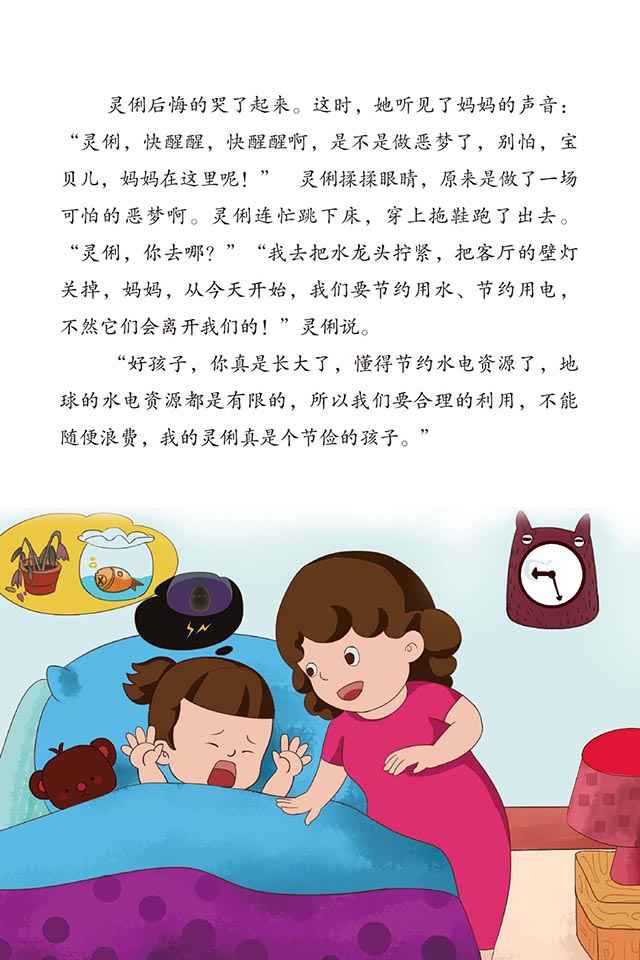 灵俐后悔的哭了起来。这时，她听见了妈妈的声音：
“灵俐，快醒醒，快醒醒啊，是不是做恶梦了，别怕，宝
贝儿，妈妈在这里呢！” 灵俐揉揉眼睛，原来是做了一场
可怕的恶梦啊。灵俐连忙跳下床，穿上拖鞋跑了出去。
“灵俐，你去哪？”“我去把水龙头拧紧，把客厅的壁灯
关掉，妈妈，从今天开始，我们要节约用水、节约用电，
不然它们会离开我们的！”灵俐说。
“好孩子，你真是长大了，懂得节约水电资源了，地
球的水电资源都是有限的，所以我们要合理的利用，不能
随便浪费，我的灵俐真是个节俭的孩子。”